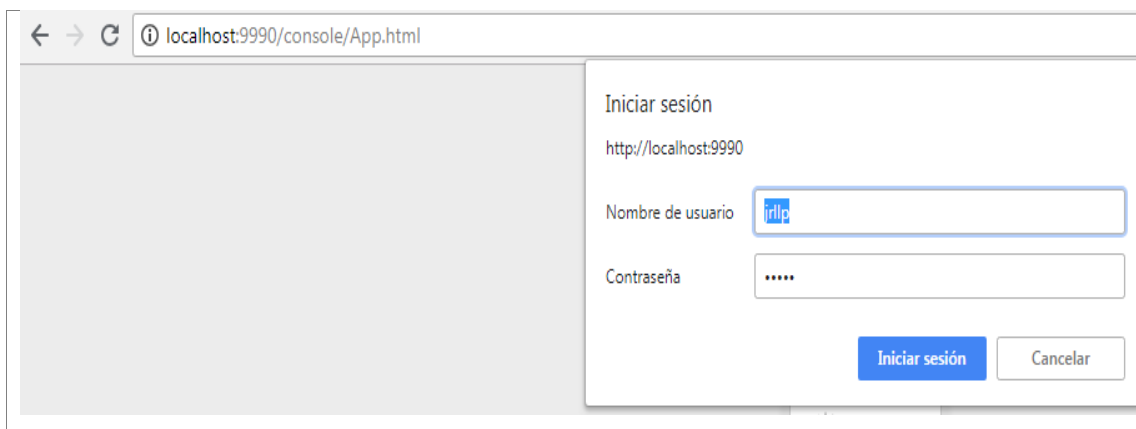 localhost:9990/console/App.html
Iniciar sesión
http://localhost:9990
Nombre de usuario jrllp
Contraseña •••••
Iniciar sesión Cancelar